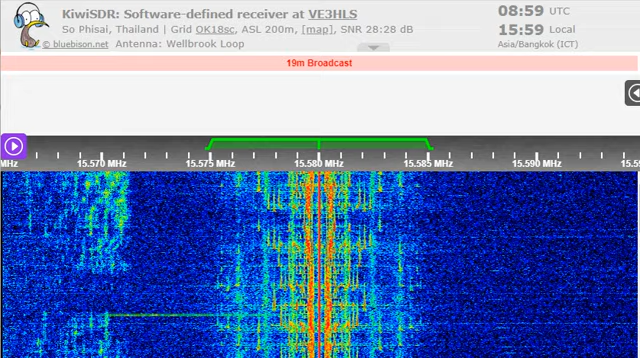 KiwiSDR: Software-defined receiver at VE3HLS
08:59 UTC
So Phisai, Thailand | Grid OK18sc, ASL 200m, [map], SNR 28:28 dB
15:59 Local
© bluebison.net Antenna: Wellbrook Loop
Asia/Bangkok (ICT)
19m Broadcast
MHz 15.570 MHz 15.575 MHz 15.580 MHz 15.585 MHz 15.590 MHz 15.59